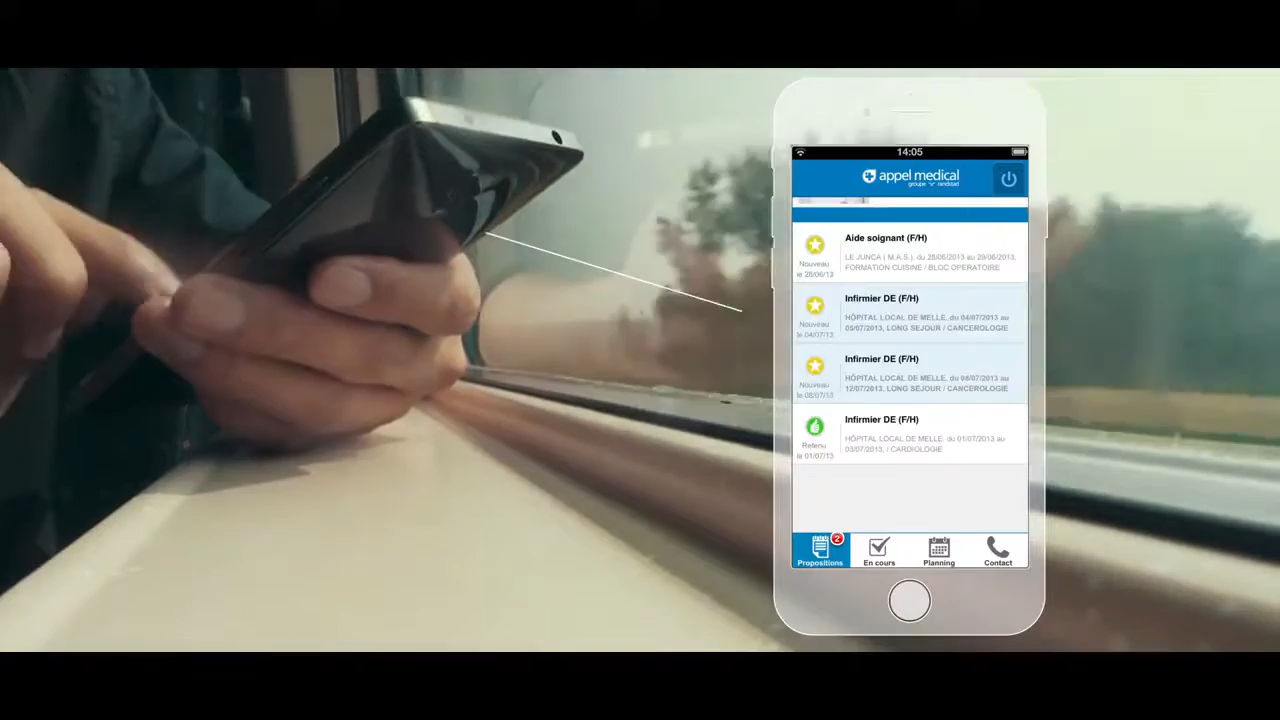 14:05
appel medical
groupe randstad
Aide soignant (F/H)
LE JUNCA ( M.A.S.), du 28/06/2013 au 29/06/2013,
FORMATION CUISINE / BLOC OPERATOIRE
Nouveau
le 28/06/13
Infirmier DE (F/H)
HÔPITAL LOCAL DE MELLE, du 04/07/2013 au
05/07/2013, LONG SEJOUR / CANCEROLOGIE
Nouveau
le 04/07/13
Infirmier DE (F/H)
HÔPITAL LOCAL DE MELLE, du 08/07/2013 au
12/07/2013, LONG SEJOUR / CANCEROLOGIE
Nouveau
le 08/07/13
Infirmier DE (F/H)
HÔPITAL LOCAL DE MELLE, du 01/07/2013 au
03/07/2013, / CARDIOLOGIE
Retenu
le 01/07/13
2
Propositions En cours Planning Contact